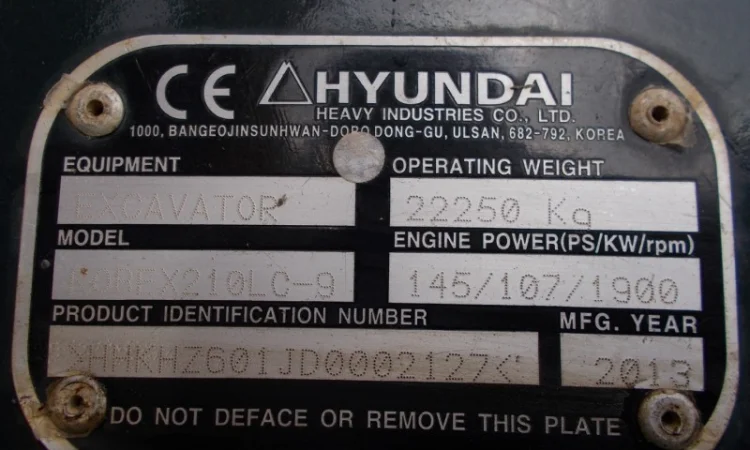 CE HYUNDAI
HEAVY INDUSTRIES CO., LTD.
1000, BANGEOJINSUNHWAN-DORO DONG-GU, ULSAN, 682-792, KOREA
EQUIPMENT
OPERATING WEIGHT
EXCAVATOR
22250 Kg
MODEL
ENGINE POWER(PS/KW/rpm)
ROBEX210LC-9
145/107/1900
PRODUCT IDENTIFICATION NUMBER
MFG. YEAR
2013
DO NOT DEFACE OR REMOVE THIS PLATE